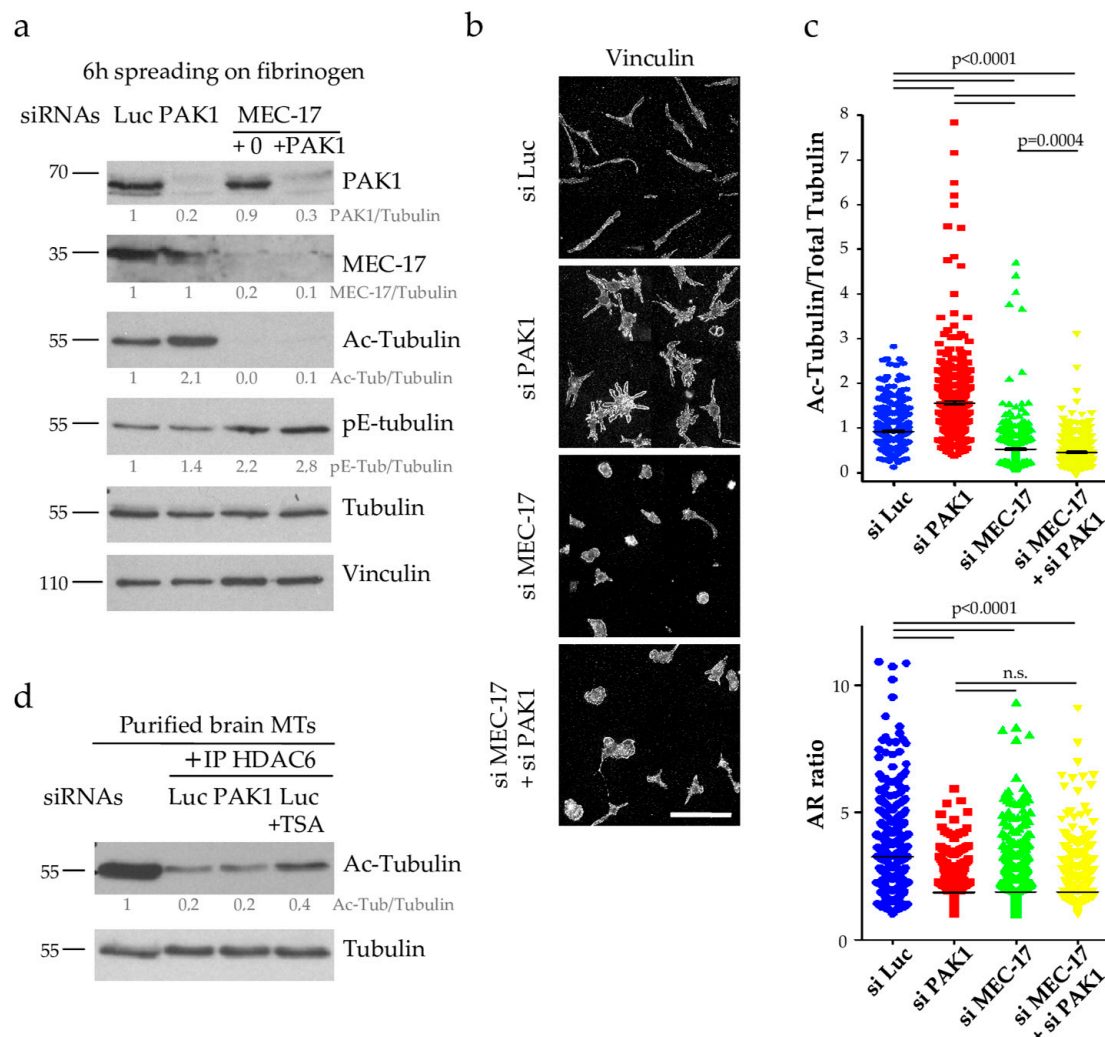 a
6h spreading on fibrinogen
siRNAs Luc PAK1 MEC-17
+ 0 +PAK1
70 PAK1
1 0.2 0.9 0.3 PAK1/Tubulin
35 MEC-17
1 1 0.2 0.1 MEC-17/Tubulin
55 Ac-Tubulin
1 2,1 0.0 0.1 Ac-Tub/Tubulin
55 pE-tubulin
1 1.4 2,2 2,8 pE-Tub/Tubulin
55 Tubulin
110 Vinculin
b
Vinculin
si Luc
si PAK1
si MEC-17
si MEC-17
+ si PAK1
c
p<0.0001
p=0.0004
Ac-Tubulin/Total Tubulin
8
7
6
5
4
3
2
1
0
si Luc
si PAK1
si MEC-17
si MEC-17
+ si PAK1
p<0.0001
n.s.
AR ratio
10
5
0
si Luc
si PAK1
si MEC-17
si MEC-17
+ si PAK1
d
Purified brain MTs
+IP HDAC6
siRNAs Luc PAK1 Luc
+TSA
55 Ac-Tubulin
1 0.2 0.2 0.4 Ac-Tub/Tubulin
55 Tubulin